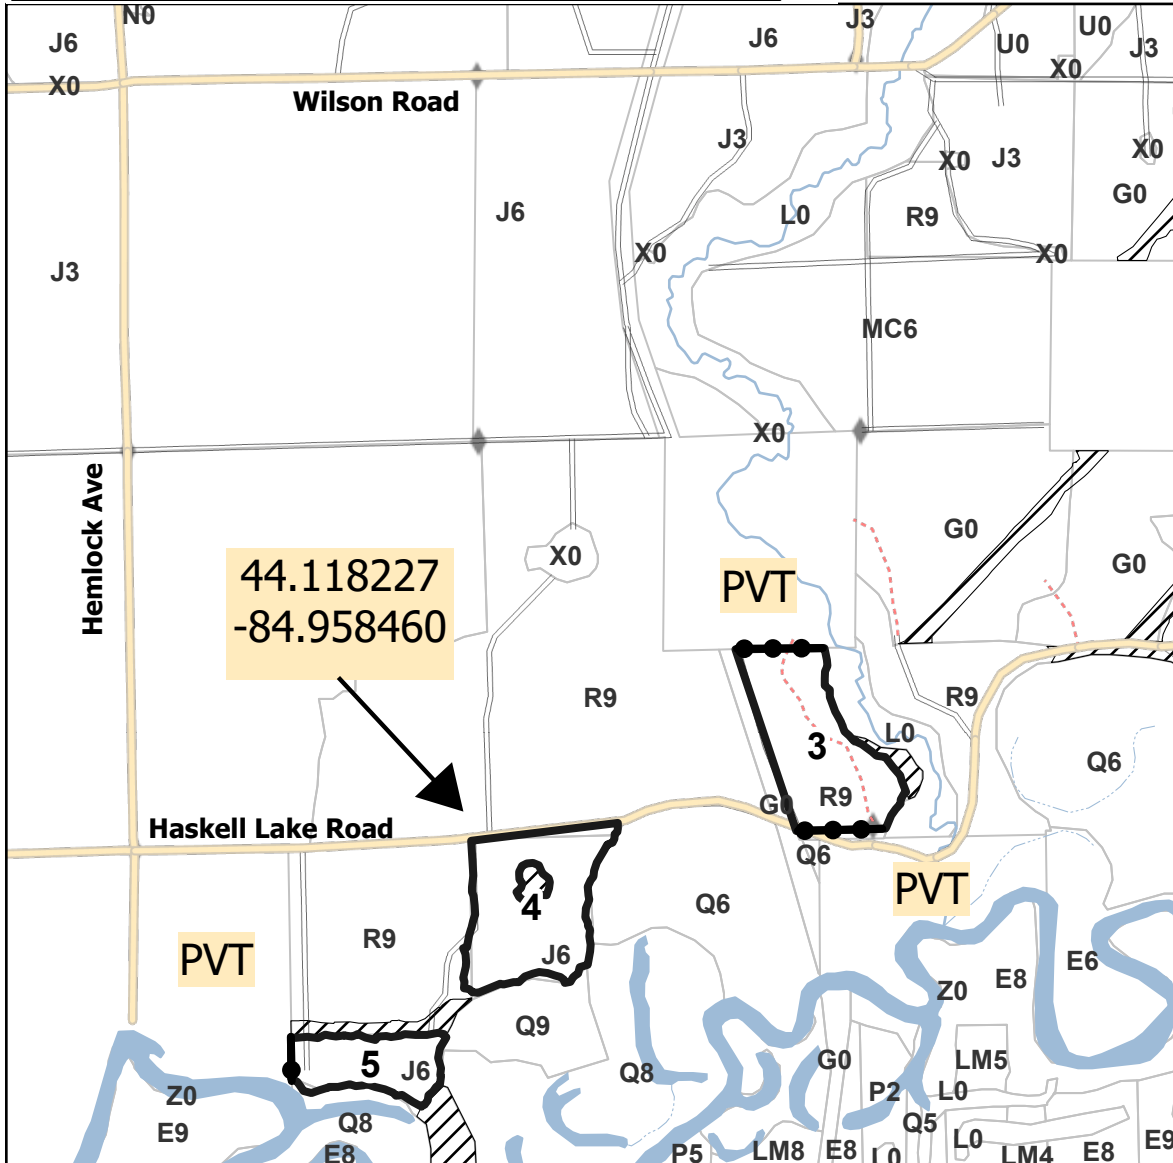 N0
J3
J6
J6
U0
U0
J3
X0
X0
Wilson Road
J3
X0
J3
X0
G0
J6
L0
R9
X0
X0
J3
MC6
X0
Hemlock Ave
G0
X0
G0
44.118227
-84.958460
PVT
R9
R9
L0
3
Q6
R9
G0
Haskell Lake Road
Q6
PVT
4
Q6
R9
J6
PVT
E6
E8
Z0
Q9
5
J6
Q8
G0
LM5
P2
L0
Z0
Q8
Q5
E9
L0
E9
E8
P5
LM8
E8
L0
LM4
E8